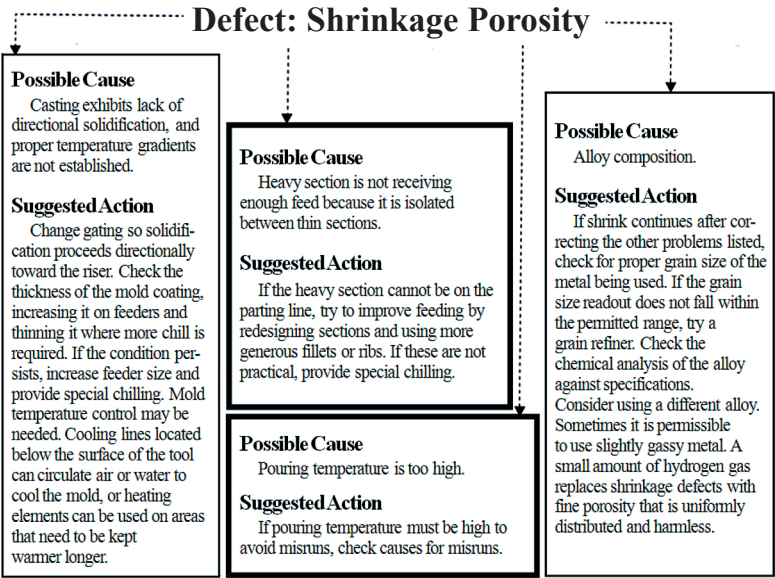 Defect: Shrinkage Porosity
Possible Cause
Casting exhibits lack of
directional solidification, and
proper temperature gradients
are not established.
Suggested Action
Change gating so solidifi-
cation proceeds directionally
toward the riser. Check the
thickness of the mold coating,
increasing it on feeders and
thinning it where more chill is
required. If the condition per-
sists, increase feeder size and
provide special chilling. Mold
temperature control may be
needed. Cooling lines located
below the surface of the tool
can circulate air or water to
cool the mold, or heating
elements can be used on areas
that need to be kept
warmer longer.
Possible Cause
Heavy section is not receiving
enough feed because it is isolated
between thin sections.
Suggested Action
If the heavy section cannot be on the
parting line, try to improve feeding by
redesigning sections and using more
generous fillets or ribs. If these are not
practical, provide special chilling.
Possible Cause
Pouring temperature is too high.
Suggested Action
If pouring temperature must be high to
avoid misruns, check causes for misruns.
Possible Cause
Alloy composition.
Suggested Action
If shrink continues after cor-
recting the other problems listed,
check for proper grain size of the
metal being used. If the grain
size readout does not fall within
the permitted range, try a
grain refiner. Check the
chemical analysis of the alloy
against specifications.
Consider using a different alloy.
Sometimes it is permissible
to use slightly gassy metal. A
small amount of hydrogen gas
replaces shrinkage defects with
fine porosity that is uniformly
distributed and harmless.